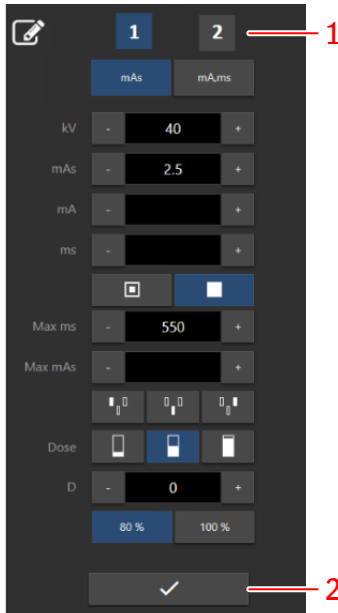 1 2 1
mAs mA,ms
kV - 40 +
mAs - 2.5 +
mA - +
ms - +
Max ms - 550 +
Max mAs - +
Dose
D - 0 +
80 % 100 %
2